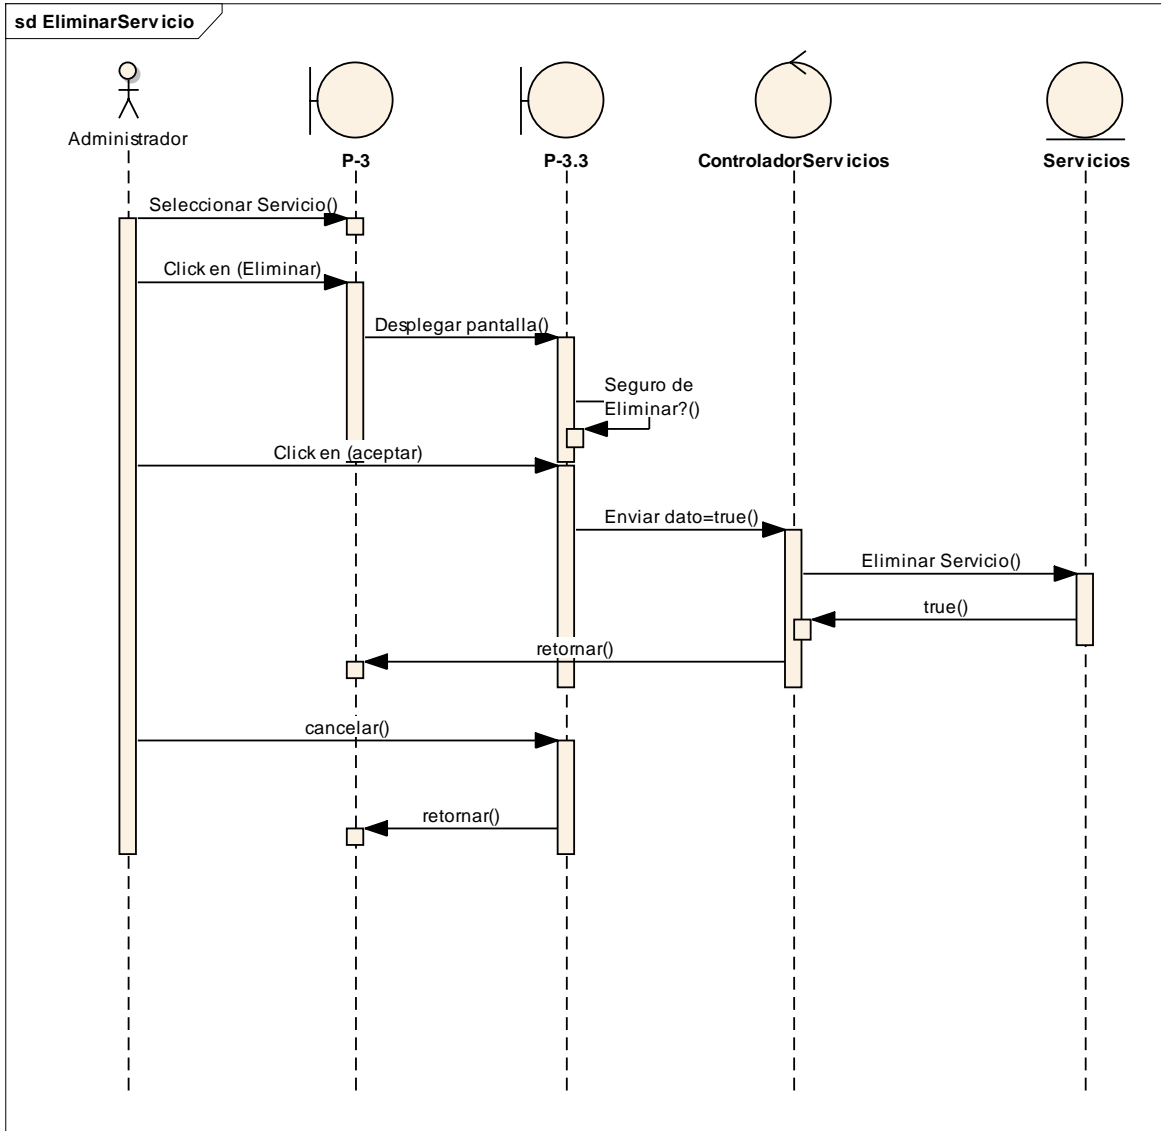 sd EliminarServicio
Administrador
P-3
P-3.3
ControladorServicios
Servicios
Seleccionar Servicio()
Click en (Eliminar)
Desplegar pantalla()
Seguro de
Eliminar?()
Click en (aceptar)
Enviar dato=true()
Eliminar Servicio()
true()
retornar()
cancelar()
retornar()